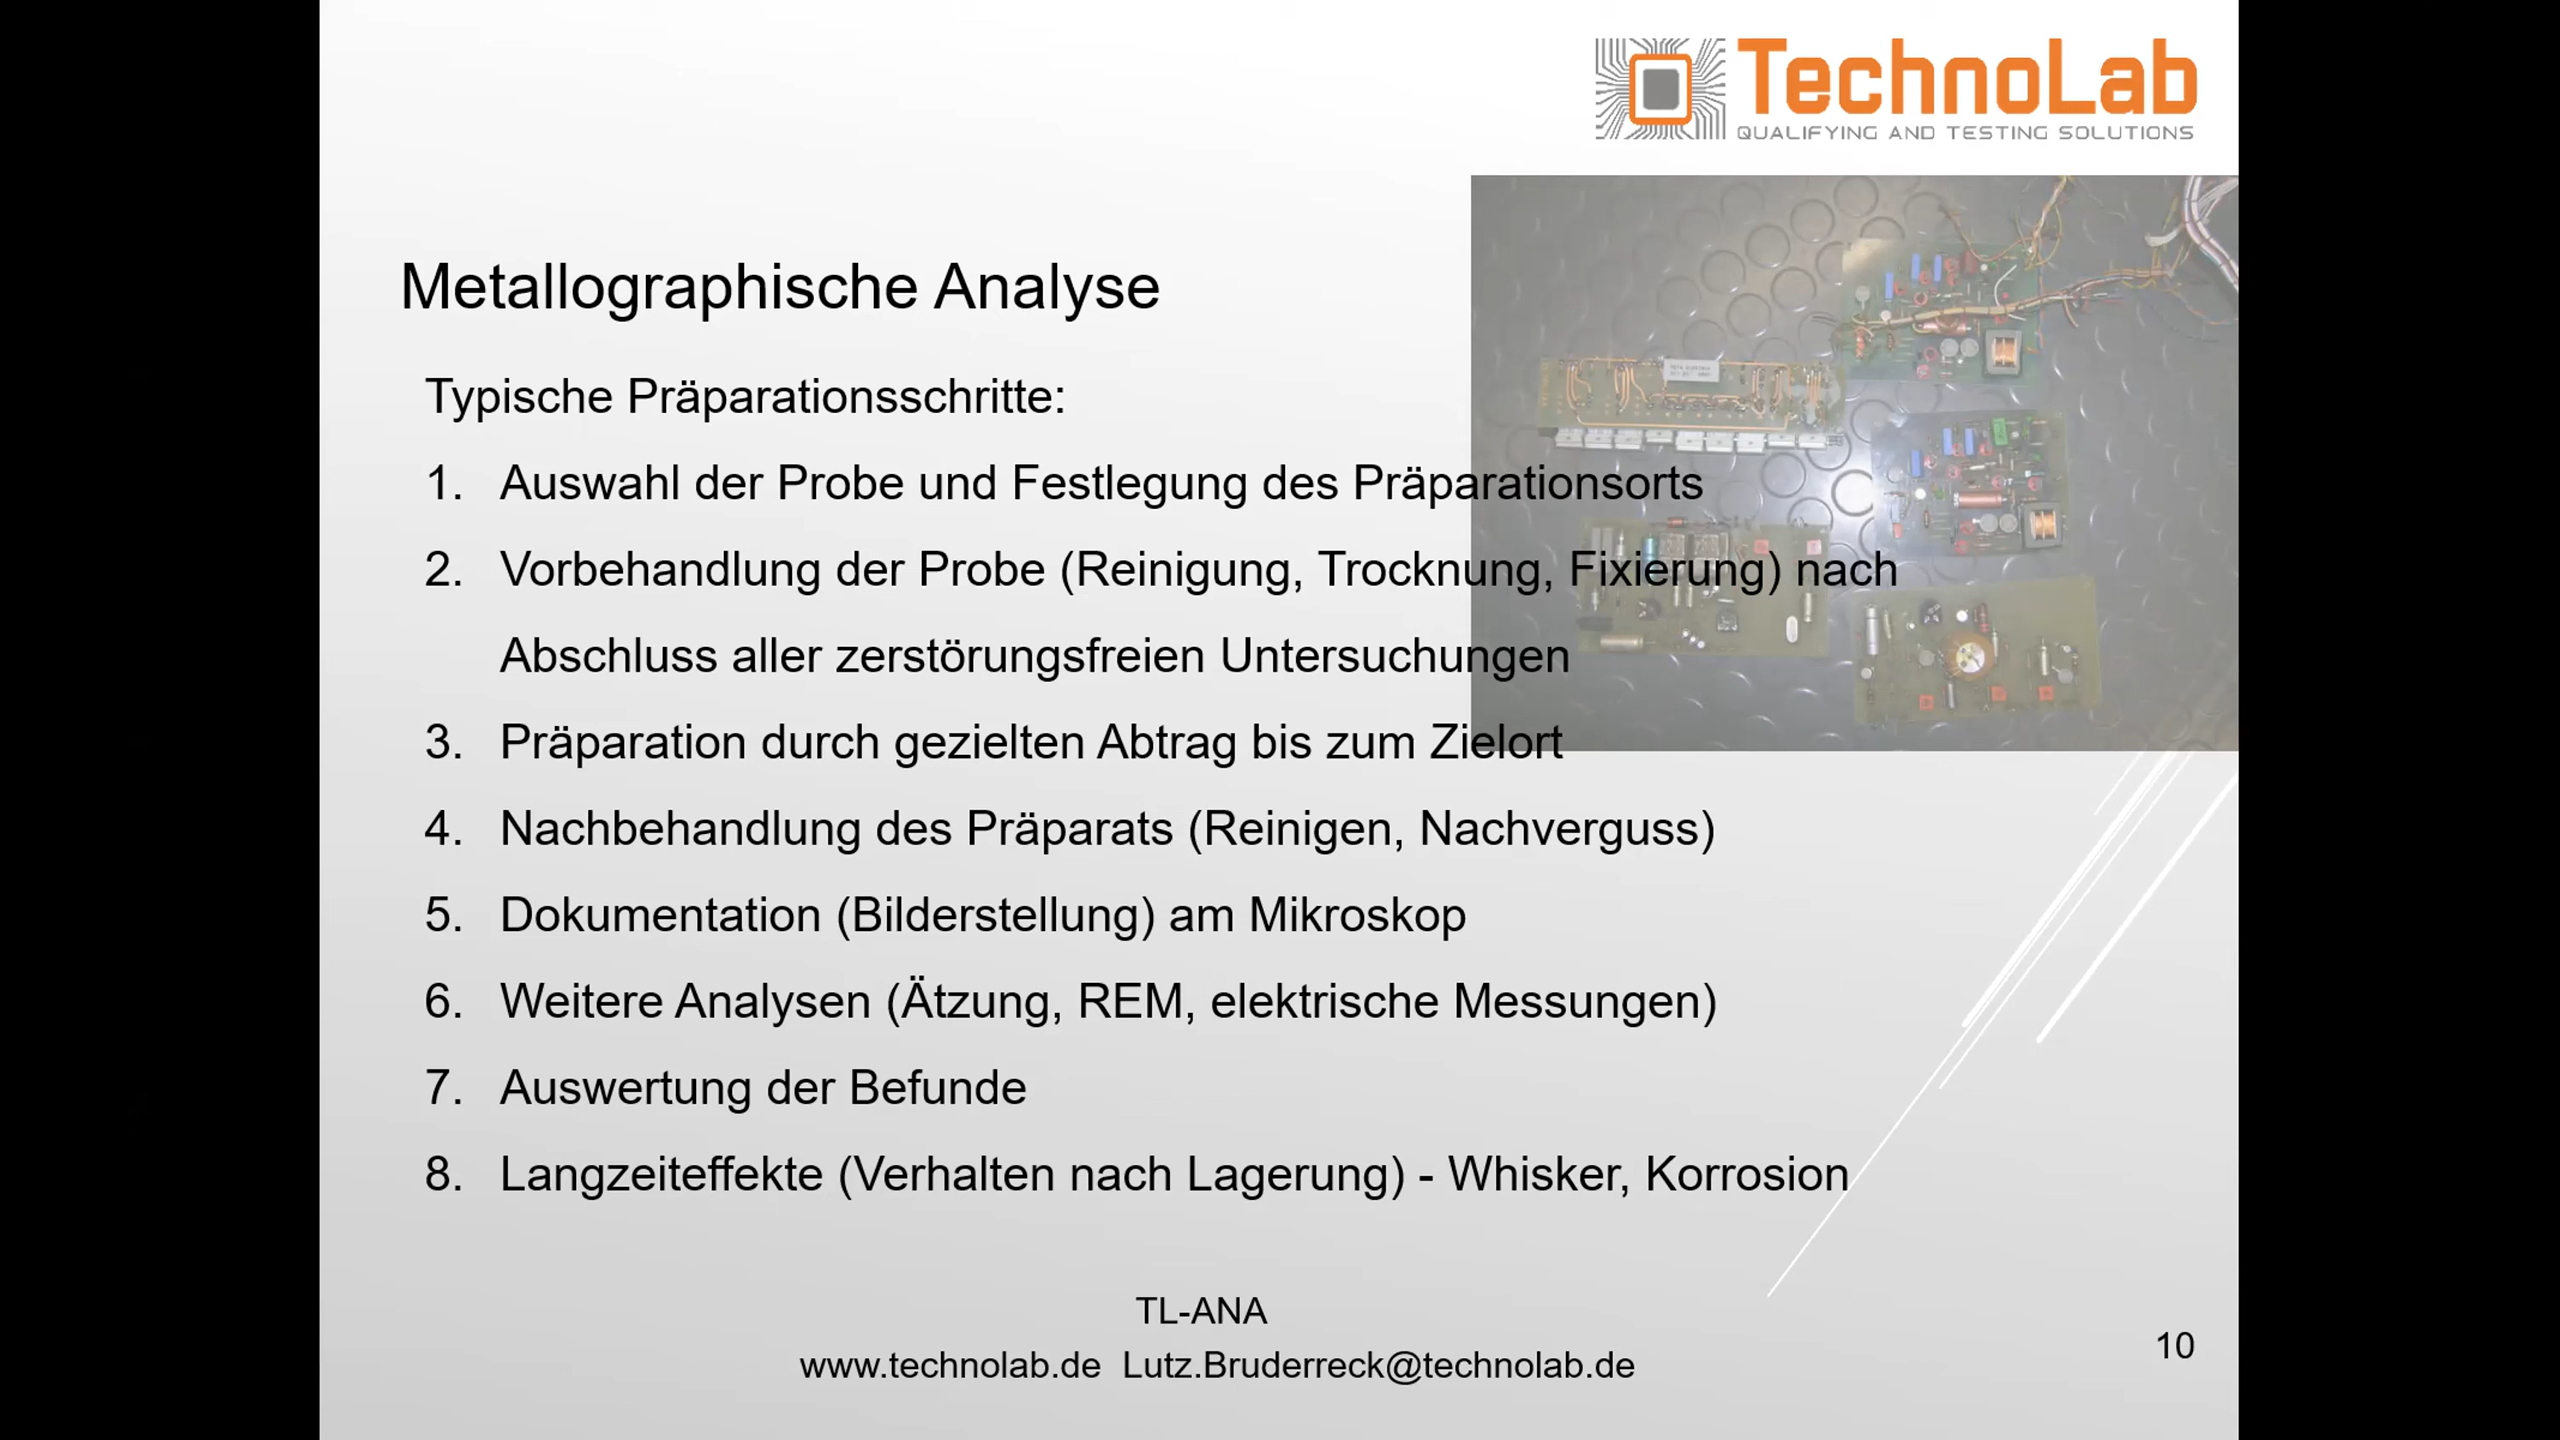 TechnoLab
QUALIFYING AND TESTING SOLUTIONS
Metallographische Analyse
Typische Präparationsschritte:
1. Auswahl der Probe und Festlegung des Präparationsorts
2. Vorbehandlung der Probe (Reinigung, Trocknung, Fixierung) nach
Abschluss aller zerstörungsfreien Untersuchungen
3. Präparation durch gezielten Abtrag bis zum Zielort
4. Nachbehandlung des Präparats (Reinigen, Nachverguss)
5. Dokumentation (Bilderstellung) am Mikroskop
6. Weitere Analysen (Ätzung, REM, elektrische Messungen)
7. Auswertung der Befunde
8. Langzeiteffekte (Verhalten nach Lagerung) - Whisker, Korrosion
TL-ANA
www.technolab.de Lutz.Bruderreck@technolab.de
10